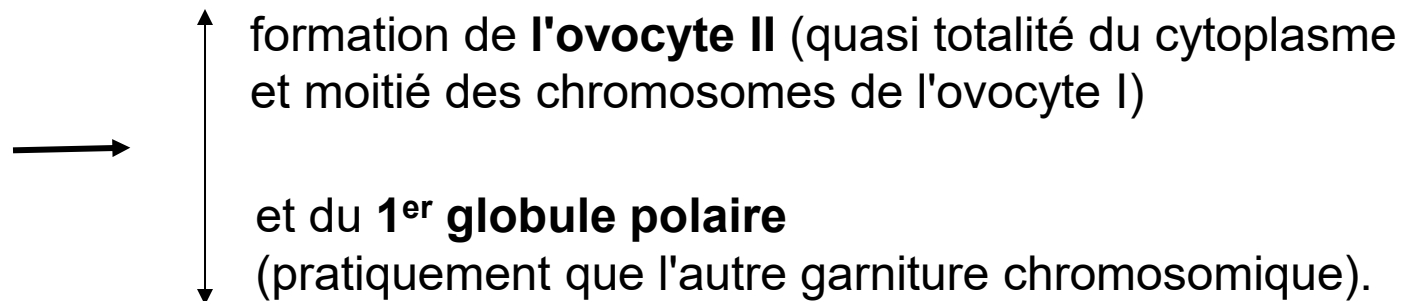 formation de l'ovocyte II (quasi totalité du cytoplasme
et moitié des chromosomes de l'ovocyte I)
et du 1er globule polaire
(pratiquement que l'autre garniture chromosomique).